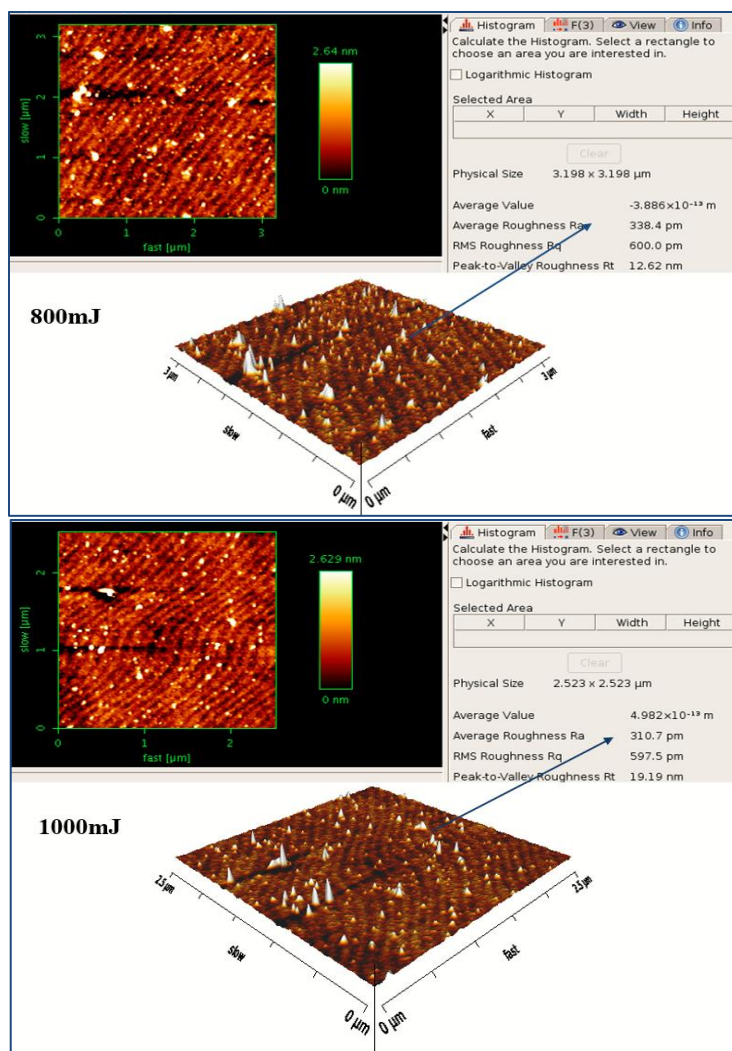 Histogram F(3) View Info
Calculate the Histogram. Select a rectangle to
choose an area you are interested in.
Logarithmic Histogram
Selected Area
X Y Width Height
Clear
Physical Size 3.198 x 3.198 µm
Average Value -3.886×10⁻¹³ m
Average Roughness Ra 338.4 pm
RMS Roughness Rq 600.0 pm
Peak-to-Valley Roughness Rt 12.62 nm
2.64 nm
0 nm
slow [µm]
3
2
1
0
0 1 2 3
fast [µm]
800mJ
3 µm
slow
0 µm
0 µm
fast
3 µm
Histogram F(3) View Info
Calculate the Histogram. Select a rectangle to
choose an area you are interested in.
Logarithmic Histogram
Selected Area
X Y Width Height
Clear
Physical Size 2.523 x 2.523 µm
Average Value 4.982×10⁻¹³ m
Average Roughness Ra 310.7 pm
RMS Roughness Rq 597.5 pm
Peak-to-Valley Roughness Rt 19.19 nm
2.629 nm
0 nm
slow [µm]
2
1
0
0 1 2
fast [µm]
1000mJ
2.5 µm
slow
0 µm
0 µm
fast
2.5 µm